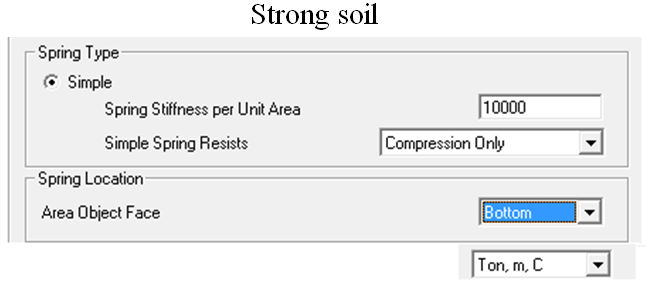 Strong soil
Spring Type
Simple
Spring Stiffness per Unit Area 10000
Simple Spring Resists Compression Only
Spring Location
Area Object Face Bottom
Ton, m, C